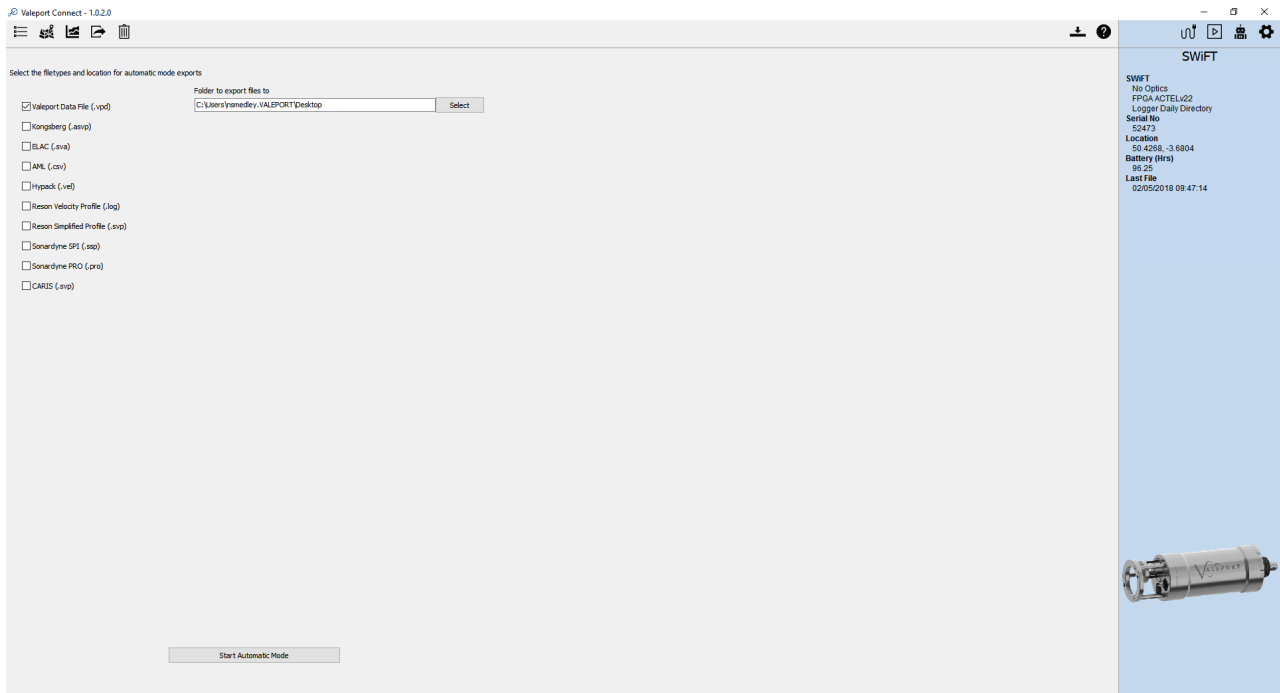 Valeport Connect - 1.0.2.0
Select the filetypes and location for automatic mode exports
Folder to export files to
C:\Users\nsmedley.VALEPORT\Desktop
Select
Valeport Data File (.vpd)
Kongsberg (.asvp)
ELAC (.sva)
AML (.csv)
Hypack (.vel)
Reson Velocity Profile (.log)
Reson Simplified Profile (.svp)
Sonardyne SPI (.ssp)
Sonardyne PRO (.pro)
CARIS (.svp)
Start Automatic Mode
SWiFT
SWiFT
No Optics
FPGA ACTELv22
Logger Daily Directory
Serial No
52473
Location
50.4268, -3.6804
Battery (Hrs)
96.25
Last File
02/05/2018 09:47:14
VALEPORT